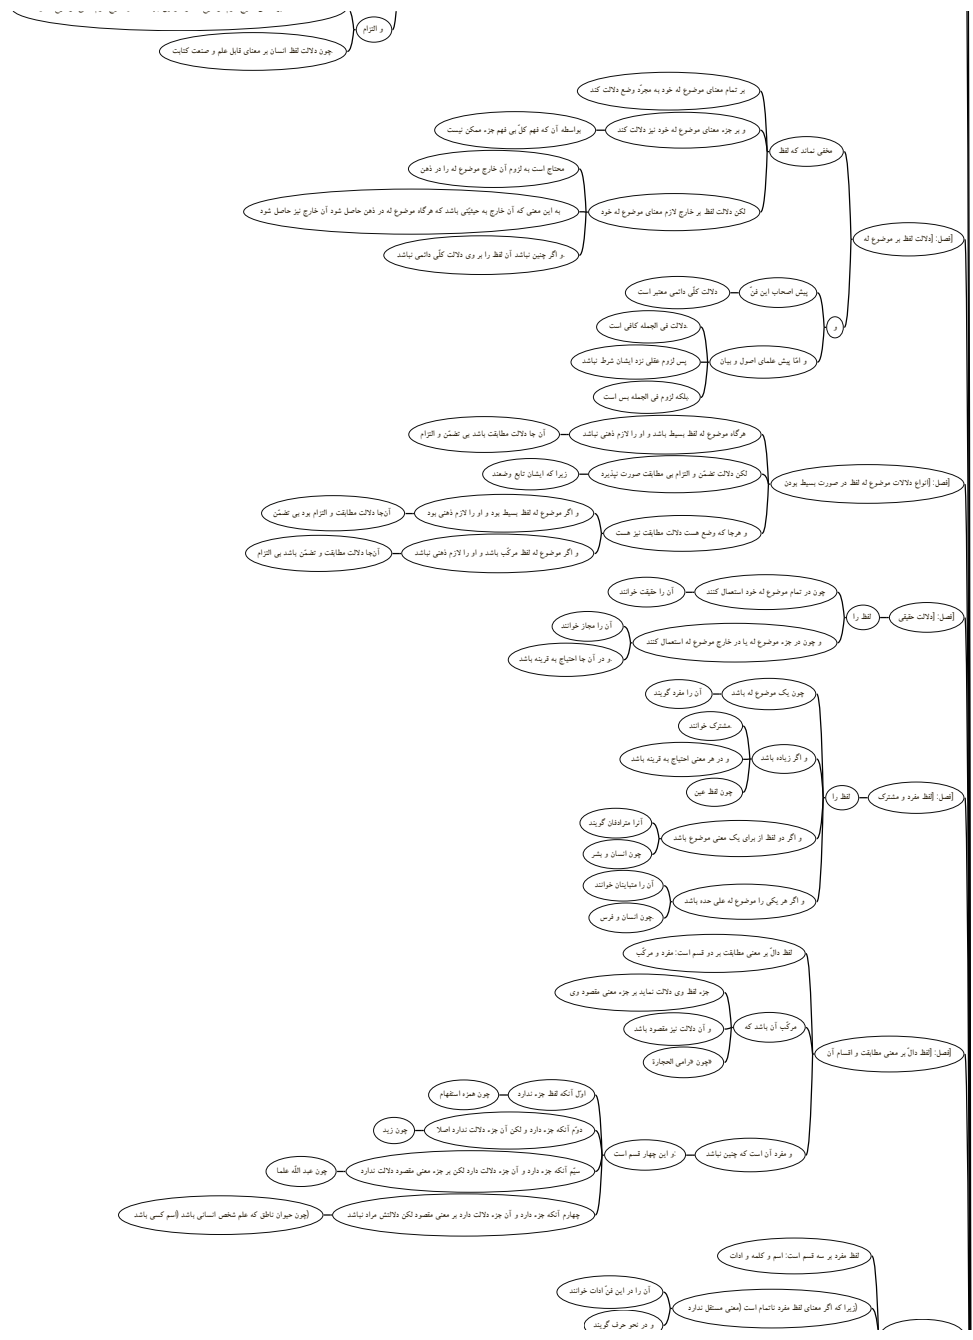 و التزام
چون دلالت لفظ انسان بر معنای قابل علم و صنعت کتابت.
[فصل: [دلالت لفظ بر موضوع له
مخفی نماند که لفظ
بر تمام معنای موضوع له خود به مجرّد وضع دلالت کند
و بر جزء معنای موضوع له خود نیز دلالت کند
بواسطه آن که فهم کلّ بی فهم جزء ممکن نیست
لکن دلالت لفظ بر خارج لازم معنای موضوع له خود
محتاج است به لزوم آن خارج موضوع له را در ذهن
به این معنی که آن خارج به حیثیّتی باشد که هرگاه موضوع له در ذهن حاصل شود آن خارج نیز حاصل شود
و اگر چنین نباشد آن لفظ را بر وی دلالت کلّی دائمی نباشد.
و
پیش اصحاب این فنّ
دلالت کلّی دائمی معتبر است
و امّا پیش علمای اصول و بیان
دلالت فی الجمله کافی است.
پس لزوم عقلی نزد ایشان شرط نباشد
بلکه لزوم فی الجمله بس است.
[فصل: [انواع دلالات موضوع له لفظ در صورت بسیط بودن
هرگاه موضوع له لفظ بسیط باشد و او را لازم ذهنی نباشد
آن جا دلالت مطابقت باشد بی تضمّن و التزام
لکن دلالت تضمّن و التزام بی مطابقت صورت نپذیرد
زیرا که ایشان تابع وضعند
و هرجا که وضع هست دلالت مطابقت نیز هست
و اگر موضوع له لفظ بسیط بود و او را لازم ذهنی بود
آن‌جا دلالت مطابقت و التزام بود بی تضمّن
و اگر موضوع له لفظ مرکّب باشد و او را لازم ذهنی نباشد
آن‌جا دلالت مطابقت و تضمّن باشد بی التزام
[فصل: [دلالت حقیقی
لفظ را
چون در تمام موضوع له خود استعمال کنند
آن را حقیقت خوانند
و چون در جزء موضوع له یا در خارج موضوع له استعمال کنند
آن را مجاز خوانند
و در آن جا احتیاج به قرینه باشد.
[فصل: [لفظ مفرد و مشترک
لفظ را
چون یک موضوع له باشد
آن را مفرد گویند
و اگر زیاده باشد
مشترک خوانند.
و در هر معنی احتیاج به قرینه باشد
چون لفظ عین
و اگر دو لفظ از برای یک معنی موضوع باشد
آنرا مترادفان گویند
چون انسان و بشر
و اگر هر یکی را موضوع له علی حده باشد
آن را متباینان خوانند
چون انسان و فرس.
[فصل: [لفظ دالّ بر معنی مطابقت و اقسام آن
لفظ دالّ بر معنی مطابقت بر دو قسم است: مفرد و مرکّب
مرکّب آن باشد که
جزء لفظ وی دلالت نماید بر جزء معنی مقصود وی
و آن دلالت نیز مقصود باشد
«چون «رامی الحجارة
و مفرد آن است که چنین نباشد
و این چهار قسم است:
اوّل آنکه لفظ جزء ندارد
چون همزه استفهام
دوّم آنکه جزء دارد و لکن آن جزء دلالت ندارد اصلا
چون زید
سیّم آنکه جزء دارد و آن جزء دلالت دارد لکن بر جزء معنی مقصود دلالت ندارد
چون عبد اللّه علما
چهارم آنکه جزء دارد و آن جزء دلالت دارد بر معنی مقصود لکن دلالتش مراد نباشد
(چون حیوان ناطق که علم شخص انسانی باشد (اسم کسی باشد
لفظ مفرد بر سه قسم است: اسم و کلمه و ادات
(زیرا که اگر معنای لفظ مفرد ناتمام است (معنی مستقل ندارد
آن را در این فنّ ادات خوانند
و در نحو حرف گویند